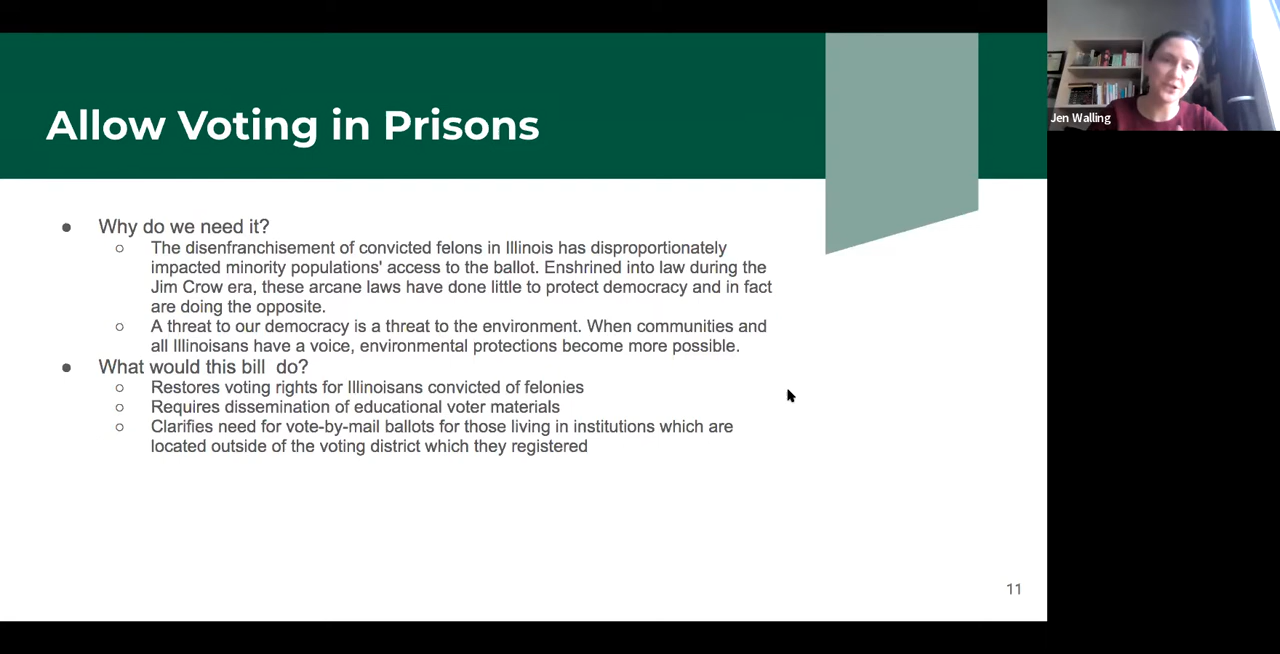 Allow Voting in Prisons
Jen Walling
● Why do we need it?
○ The disenfranchisement of convicted felons in Illinois has disproportionately
impacted minority populations' access to the ballot. Enshrined into law during the
Jim Crow era, these arcane laws have done little to protect democracy and in fact
are doing the opposite.
○ A threat to our democracy is a threat to the environment. When communities and
all Illinoisans have a voice, environmental protections become more possible.
● What would this bill  do?
○ Restores voting rights for Illinoisans convicted of felonies
○ Requires dissemination of educational voter materials
○ Clarifies need for vote-by-mail ballots for those living in institutions which are
located outside of the voting district which they registered
11